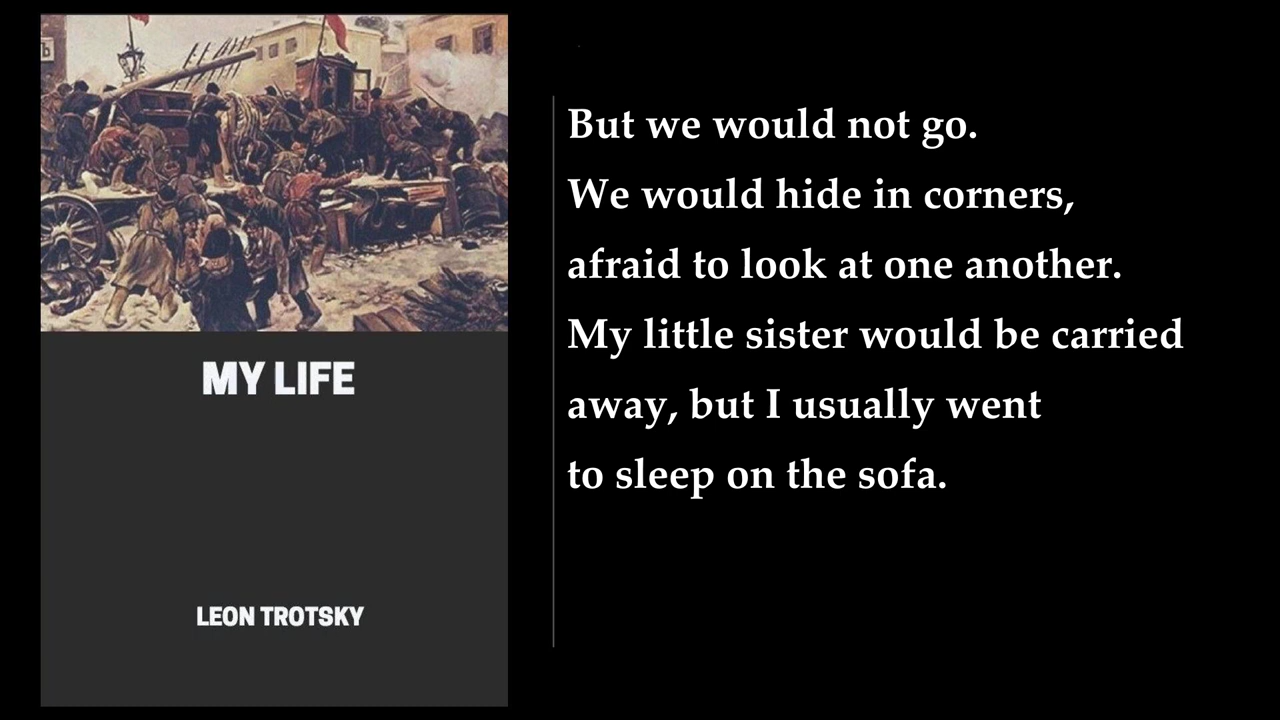 MY LIFE
LEON TROTSKY
But we would not go.
We would hide in corners,
afraid to look at one another.
My little sister would be carried
away, but I usually went
to sleep on the sofa.